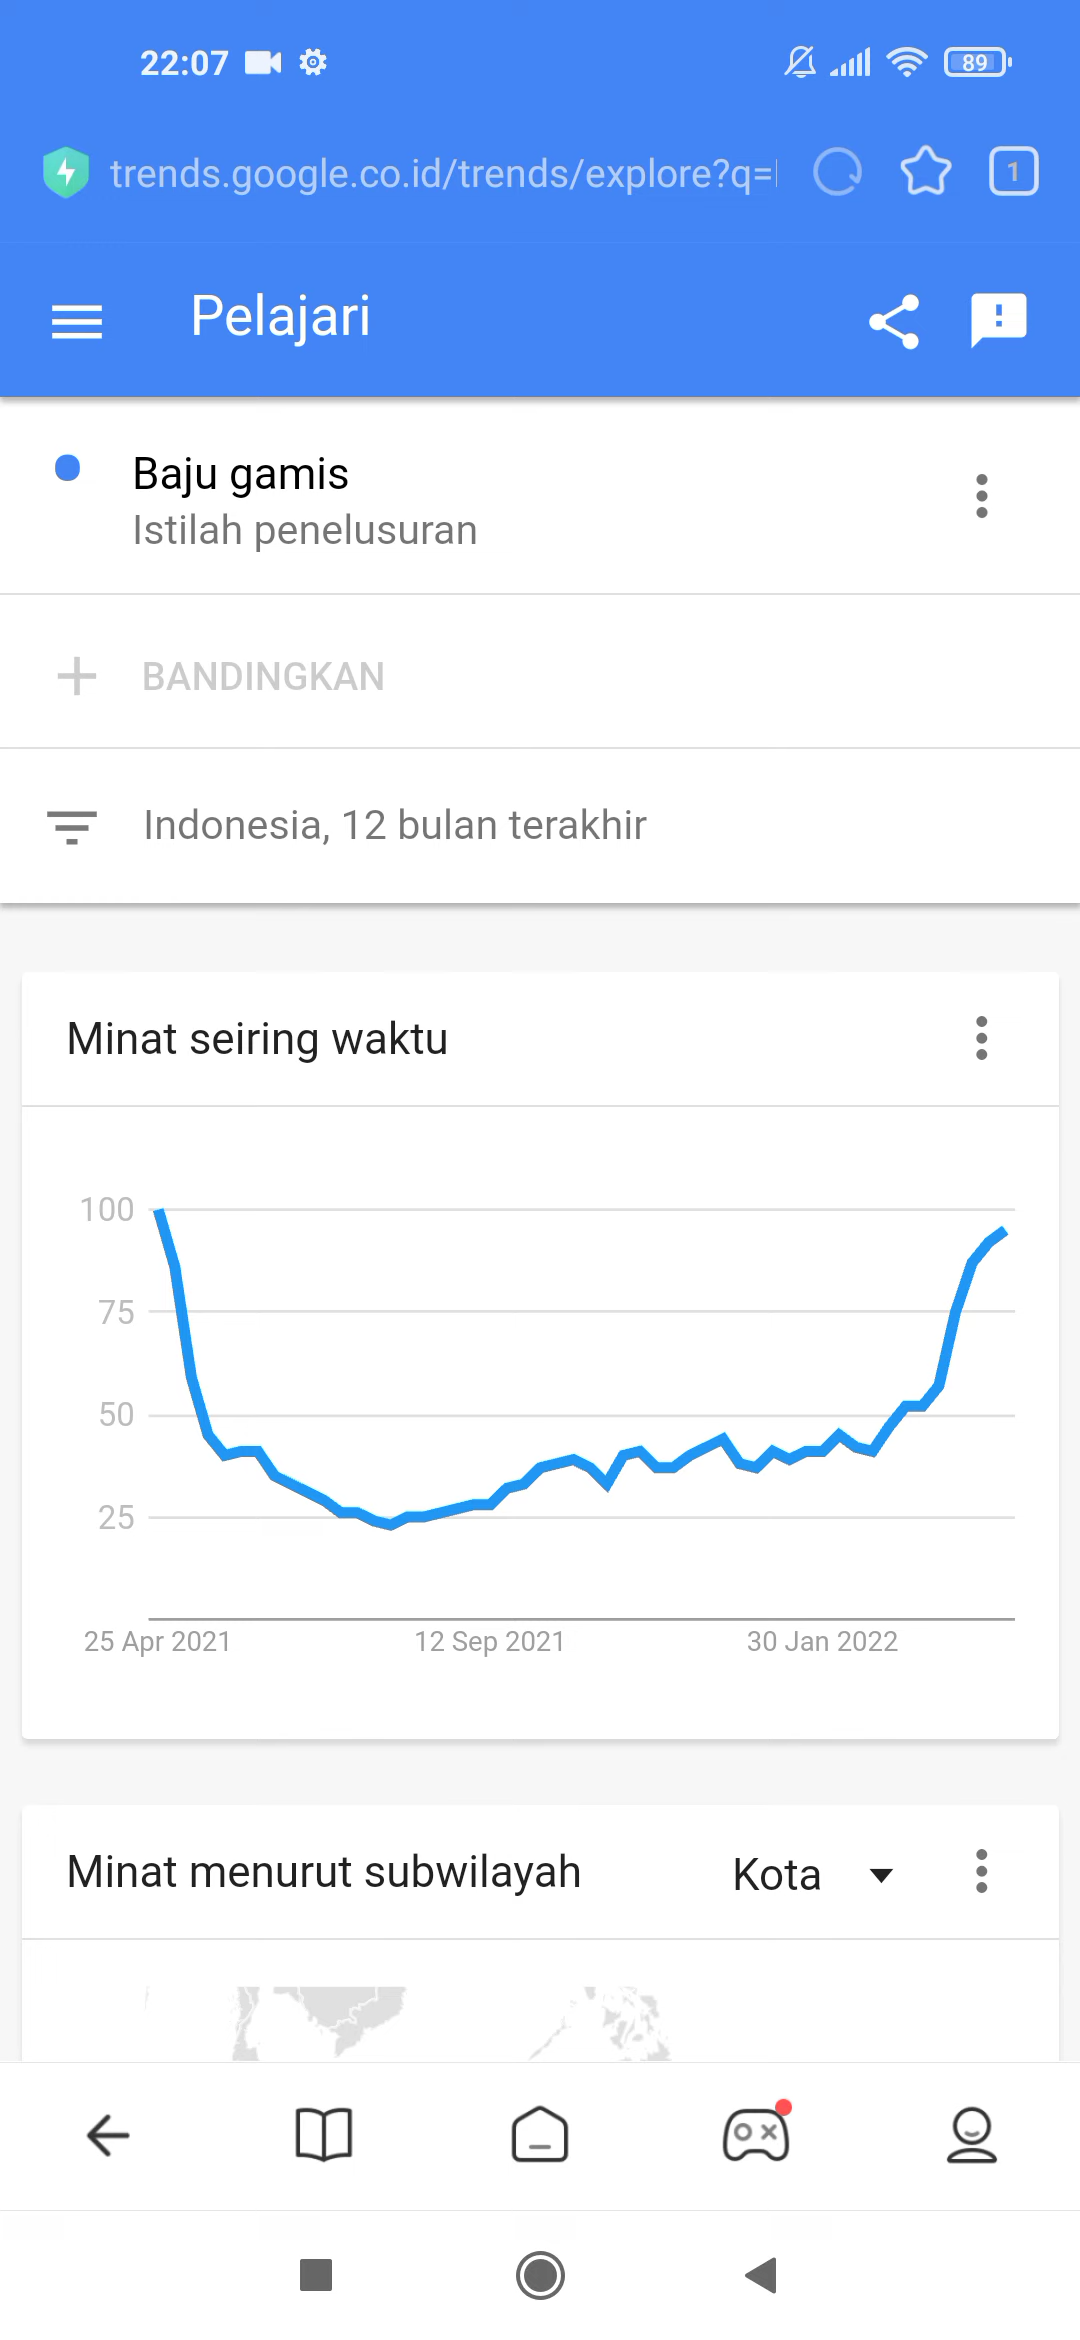 22:07
89
trends.google.co.id/trends/explore?q=
1
Pelajari
Baju gamis
Istilah penelusuran
BANDINGKAN
Indonesia, 12 bulan terakhir
Minat seiring waktu
100
75
50
25
25 Apr 2021 12 Sep 2021 30 Jan 2022
Minat menurut subwilayah Kota